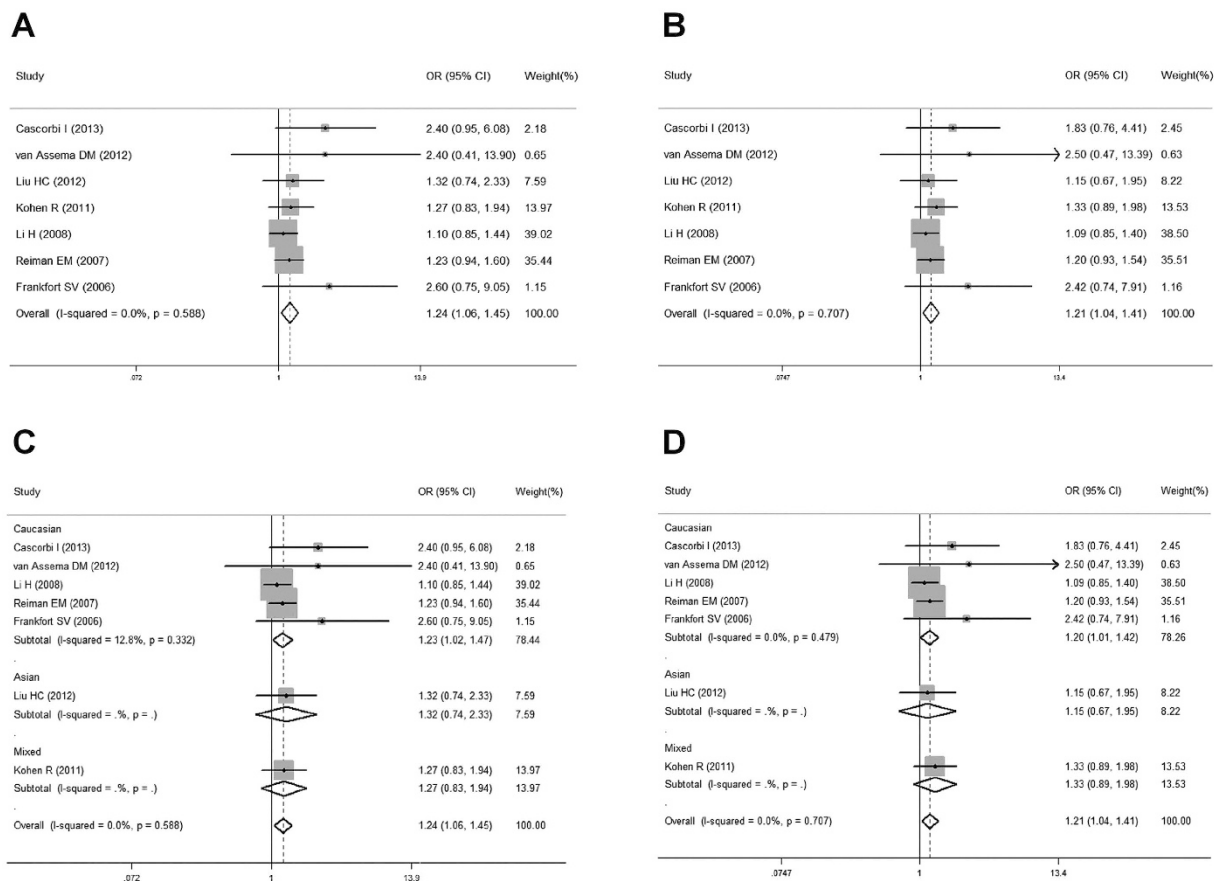 A
Study OR (95% CI) Weight(%)
Cascorbi I (2013) 2.40 (0.95, 6.08) 2.18
van Assema DM (2012) 2.40 (0.41, 13.90) 0.65
Liu HC (2012) 1.32 (0.74, 2.33) 7.59
Kohen R (2011) 1.27 (0.83, 1.94) 13.97
Li H (2008) 1.10 (0.85, 1.44) 39.02
Reiman EM (2007) 1.23 (0.94, 1.60) 35.44
Frankfort SV (2006) 2.60 (0.75, 9.05) 1.15
Overall (I-squared = 0.0%, p = 0.588) 1.24 (1.06, 1.45) 100.00
.072 1 13.9
B
Study OR (95% CI) Weight(%)
Cascorbi I (2013) 1.83 (0.76, 4.41) 2.45
van Assema DM (2012) 2.50 (0.47, 13.39) 0.63
Liu HC (2012) 1.15 (0.67, 1.95) 8.22
Kohen R (2011) 1.33 (0.89, 1.98) 13.53
Li H (2008) 1.09 (0.85, 1.40) 38.50
Reiman EM (2007) 1.20 (0.93, 1.54) 35.51
Frankfort SV (2006) 2.42 (0.74, 7.91) 1.16
Overall (I-squared = 0.0%, p = 0.707) 1.21 (1.04, 1.41) 100.00
.0747 1 13.4
C
Study OR (95% CI) Weight(%)
Caucasian
Cascorbi I (2013) 2.40 (0.95, 6.08) 2.18
van Assema DM (2012) 2.40 (0.41, 13.90) 0.65
Li H (2008) 1.10 (0.85, 1.44) 39.02
Reiman EM (2007) 1.23 (0.94, 1.60) 35.44
Frankfort SV (2006) 2.60 (0.75, 9.05) 1.15
Subtotal (I-squared = 12.8%, p = 0.332) 1.23 (1.02, 1.47) 78.44
.
Asian
Liu HC (2012) 1.32 (0.74, 2.33) 7.59
Subtotal (I-squared = .%, p = .) 1.32 (0.74, 2.33) 7.59
.
Mixed
Kohen R (2011) 1.27 (0.83, 1.94) 13.97
Subtotal (I-squared = .%, p = .) 1.27 (0.83, 1.94) 13.97
.
Overall (I-squared = 0.0%, p = 0.588) 1.24 (1.06, 1.45) 100.00
.072 1 13.9
D
Study OR (95% CI) Weight(%)
Caucasian
Cascorbi I (2013) 1.83 (0.76, 4.41) 2.45
van Assema DM (2012) 2.50 (0.47, 13.39) 0.63
Li H (2008) 1.09 (0.85, 1.40) 38.50
Reiman EM (2007) 1.20 (0.93, 1.54) 35.51
Frankfort SV (2006) 2.42 (0.74, 7.91) 1.16
Subtotal (I-squared = 0.0%, p = 0.479) 1.20 (1.01, 1.42) 78.26
.
Asian
Liu HC (2012) 1.15 (0.67, 1.95) 8.22
Subtotal (I-squared = .%, p = .) 1.15 (0.67, 1.95) 8.22
.
Mixed
Kohen R (2011) 1.33 (0.89, 1.98) 13.53
Subtotal (I-squared = .%, p = .) 1.33 (0.89, 1.98) 13.53
.
Overall (I-squared = 0.0%, p = 0.707) 1.21 (1.04, 1.41) 100.00
.0747 1 13.4